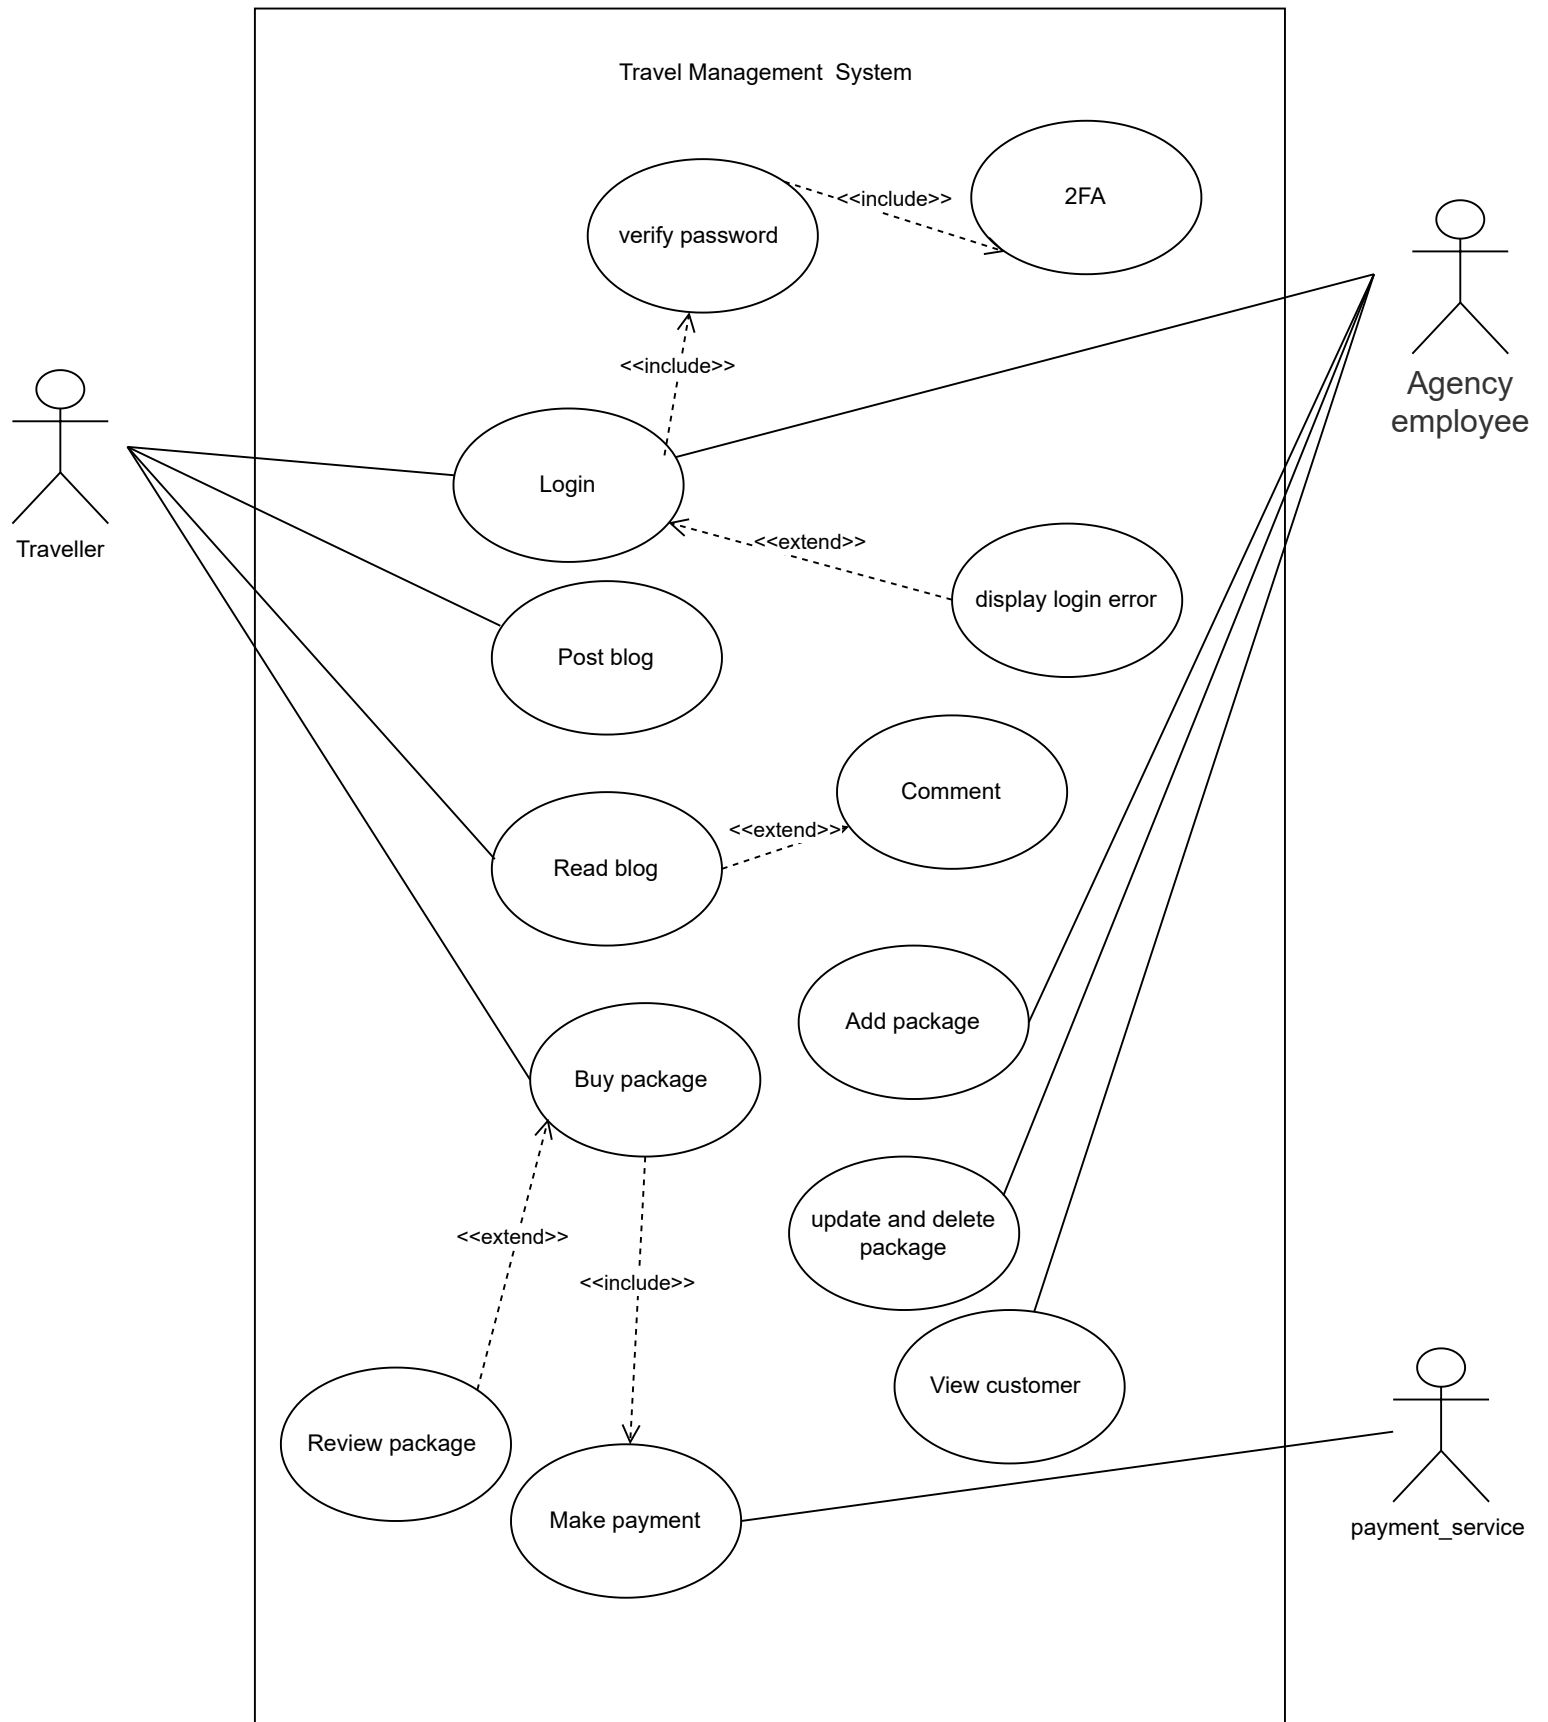 Travel Management  System
2FA
<<include>>
verify password
<<include>>
Agency
employee
Login
Traveller
<<extend>>
display login error
Post blog
Comment
<<extend>>
Read blog
Add package
Buy package
update and delete
package
<<extend>>
<<include>>
View customer
Review package
Make payment
payment_service